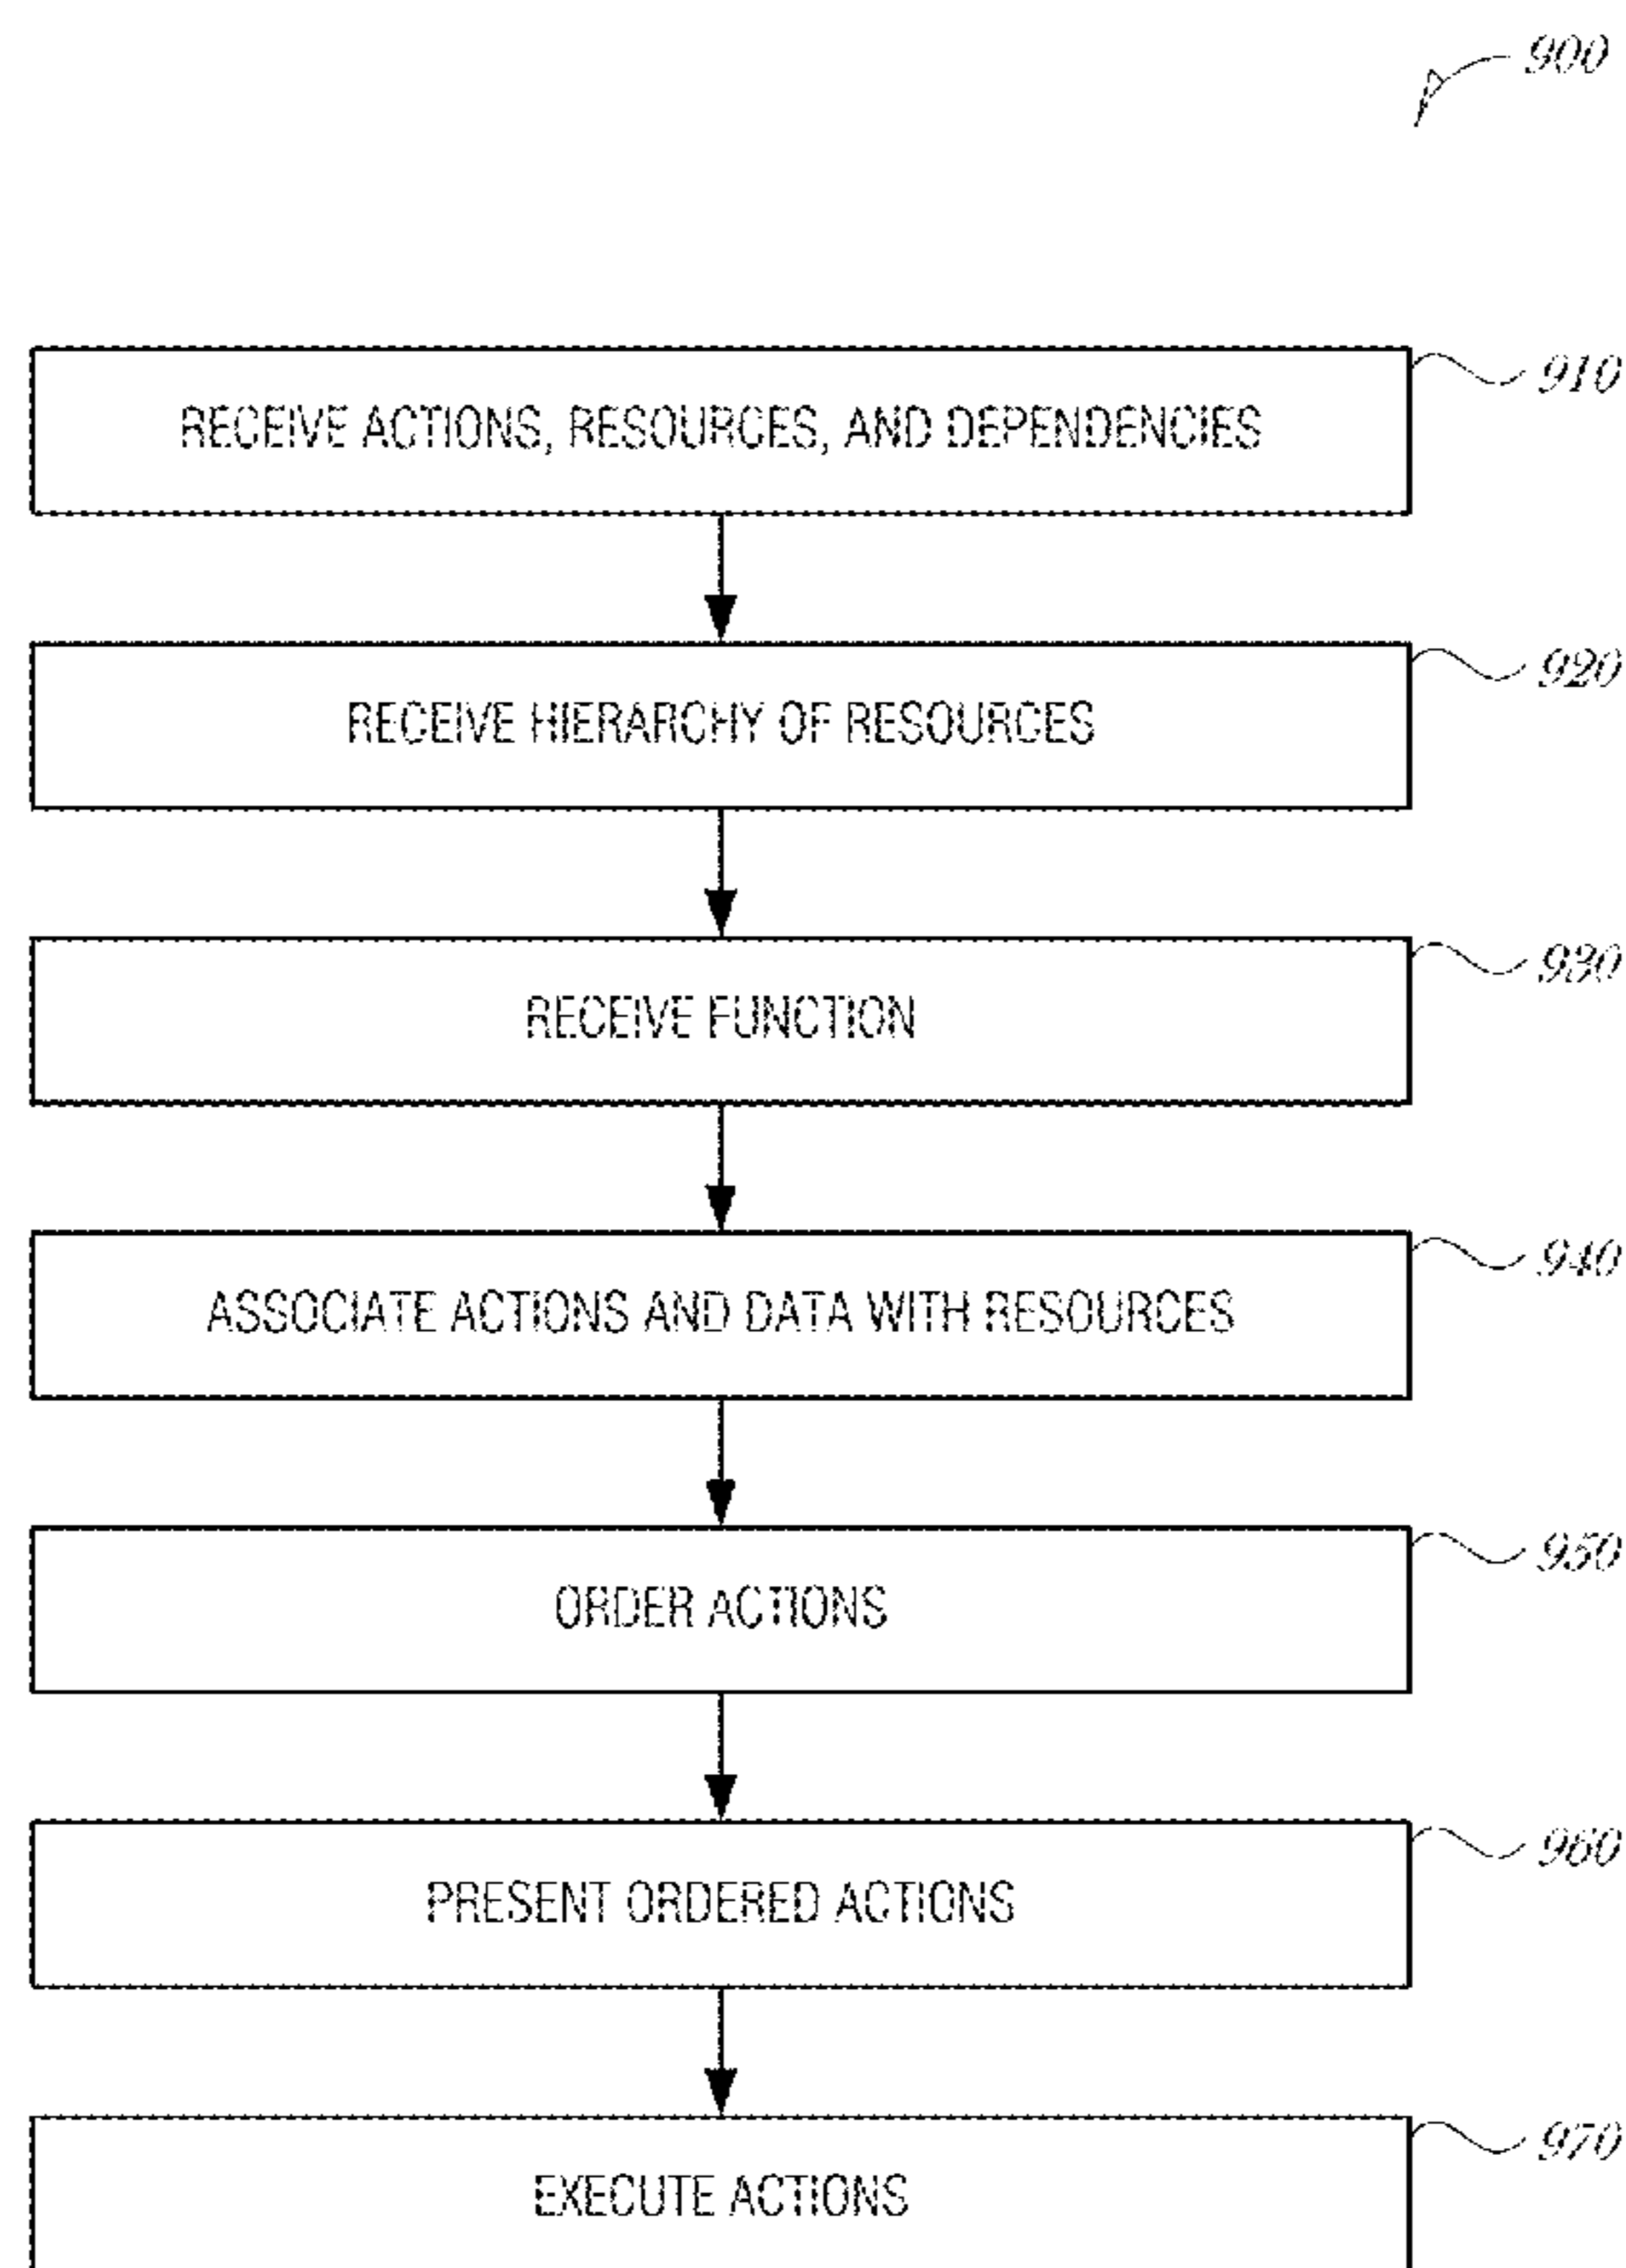 900
RECEIVE ACTIONS, RESOURCES, AND DEPENDENCIES
910
RECEIVE HIERARCHY OF RESOURCES
920
RECEIVE FUNCTION
930
ASSOCIATE ACTIONS AND DATA WITH RESOURCES
940
ORDER ACTIONS
950
PRESENT ORDERED ACTIONS
960
EXECUTE ACTIONS
970